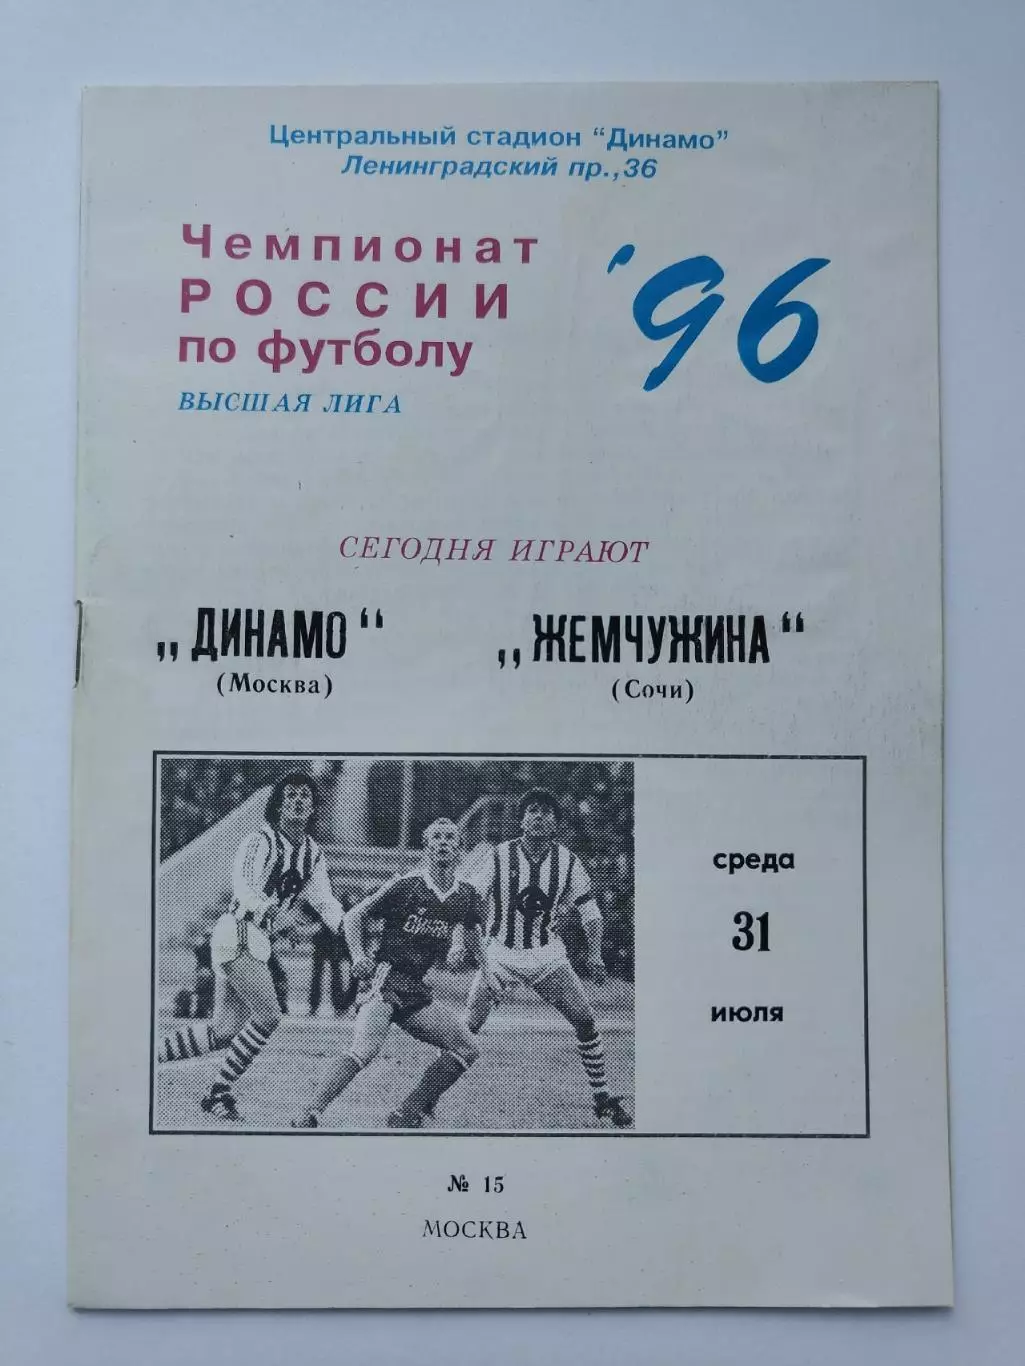 Центральный стадион "Динамо"
Ленинградский пр.,36
Чемпионат
РОССИИ
по футболу
'96
ВЫСШАЯ ЛИГА
СЕГОДНЯ ИГРАЮТ
„ДИНАМО“ „ЖЕМЧУЖИНА“
(Москва) (Сочи)
среда
31
июля
№ 15
МОСКВА